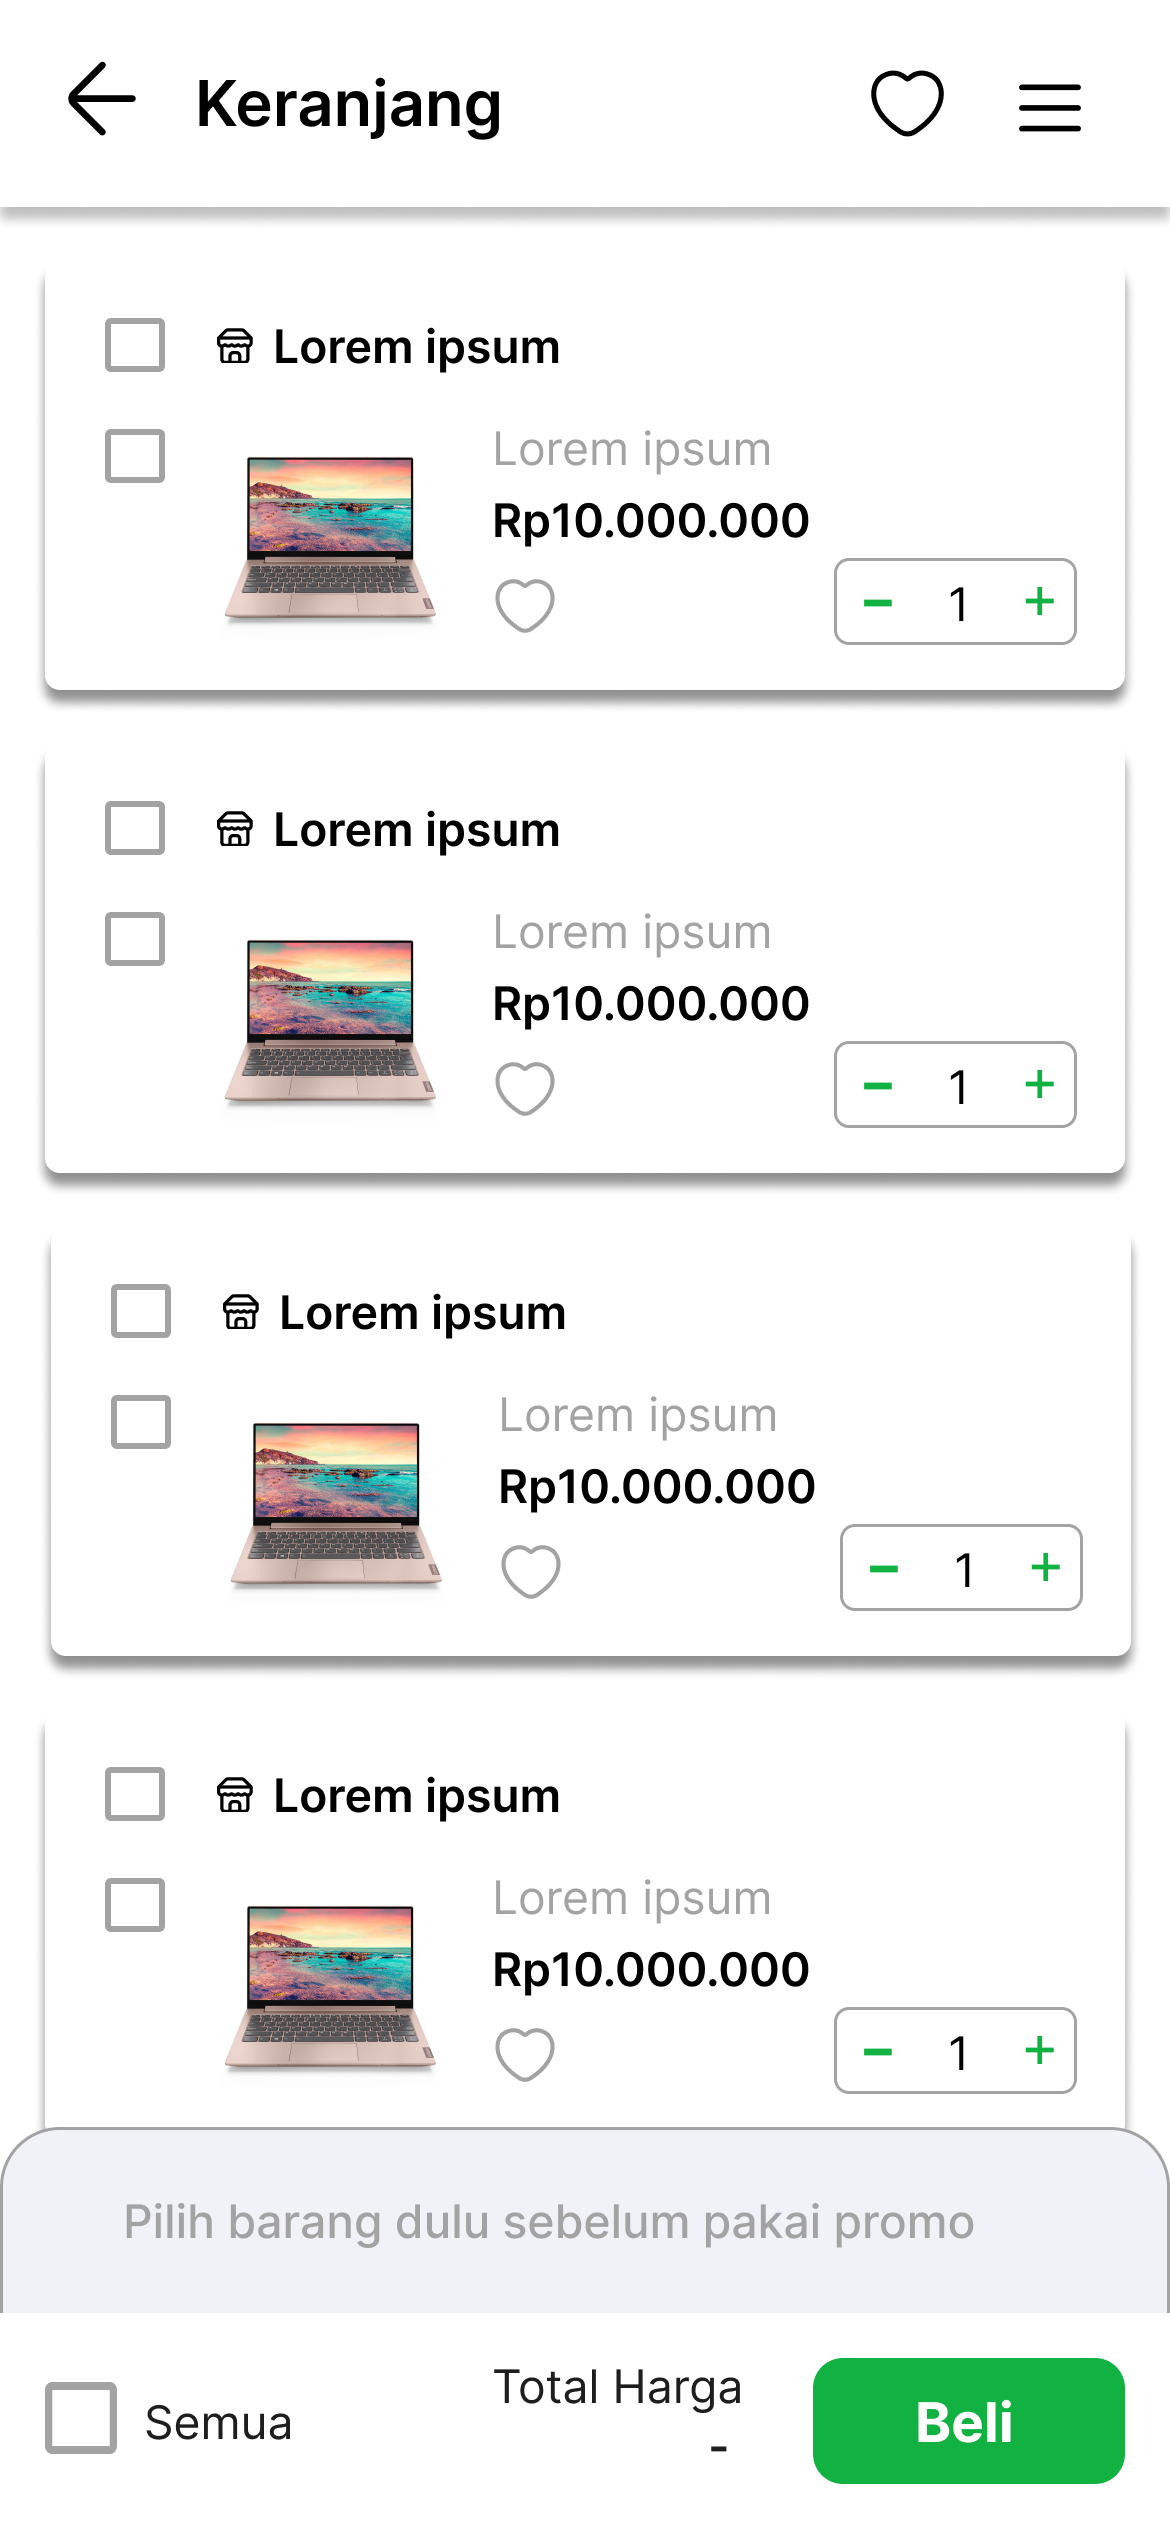 Keranjang
Lorem ipsum
Lorem ipsum
Rp10.000.000
- 1 +
Lorem ipsum
Lorem ipsum
Rp10.000.000
- 1 +
Lorem ipsum
Lorem ipsum
Rp10.000.000
- 1 +
Lorem ipsum
Lorem ipsum
Rp10.000.000
- 1 +
Pilih barang dulu sebelum pakai promo
Semua
Total Harga
-
Beli